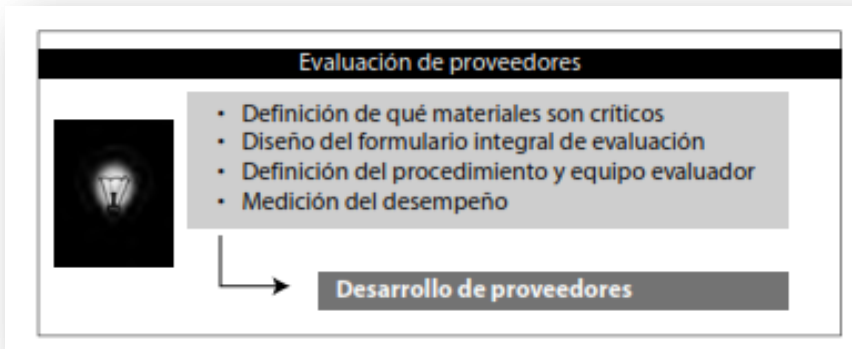 Evaluación de proveedores
• Definición de qué materiales son críticos
• Diseño del formulario integral de evaluación
• Definición del procedimiento y equipo evaluador
• Medición del desempeño
Desarrollo de proveedores